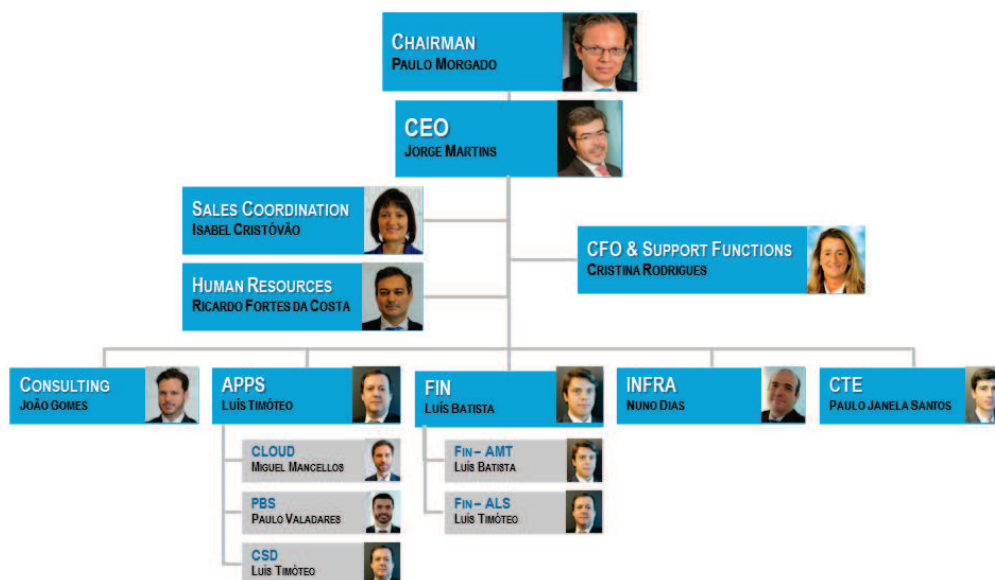 CHAIRMAN
PAULO MORGADO
CEO
JORGE MARTINS
SALES COORDINATION
ISABEL CRISTÓVÃO
CFO & SUPPORT FUNCTIONS
CRISTINA RODRIGUES
HUMAN RESOURCES
RICARDO FORTES DA COSTA
CONSULTING
JOÃO GOMES
APPS
LUÍS TIMÓTEO
FIN
LUÍS BATISTA
INFRA
NUNO DIAS
CTE
PAULO JANELA SANTOS
CLOUD
MIGUEL MANCELLOS
PBS
PAULO VALADARES
CSD
LUÍS TIMÓTEO
FIN – AMT
LUÍS BATISTA
FIN – ALS
LUÍS TIMÓTEO